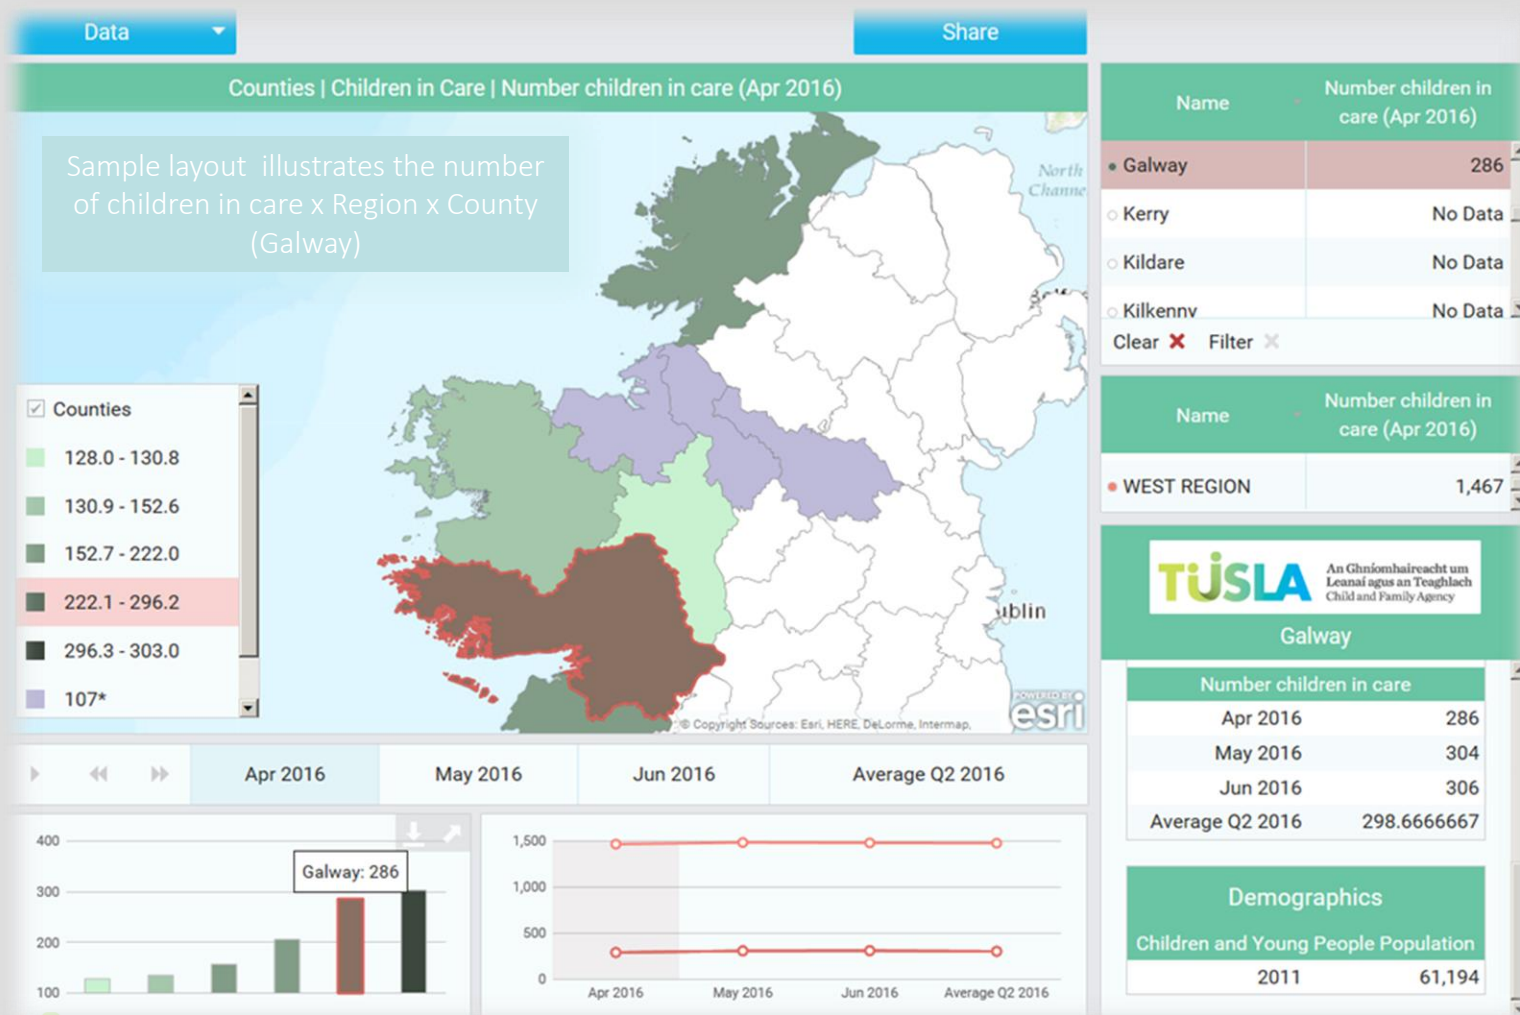 Data
Share
Counties | Children in Care | Number children in care (Apr 2016)
Sample layout illustrates the number
of children in care x Region x County
(Galway)
North
Channe
ublin
Counties
128.0 - 130.8
130.9 - 152.6
152.7 - 222.0
222.1 - 296.2
296.3 - 303.0
107*
POWERED BY
esri
© Copyright Sources: Esri, HERE, DeLorme, Intermap,
Apr 2016
May 2016
Jun 2016
Average Q2 2016
400
300
200
100
Galway: 286
1,500
1,000
500
0
Apr 2016
May 2016
Jun 2016
Average Q2 2016
Name
Number children in
care (Apr 2016)
Galway 286
Kerry No Data
Kildare No Data
Kilkenny No Data
Clear Filter
Name
Number children in
care (Apr 2016)
WEST REGION 1,467
TUSLA
An Ghníomhaireacht um
Leanaí agus an Teaghlach
Child and Family Agency
Galway
Number children in care
Apr 2016 286
May 2016 304
Jun 2016 306
Average Q2 2016 298.6666667
Demographics
Children and Young People Population
2011 61,194